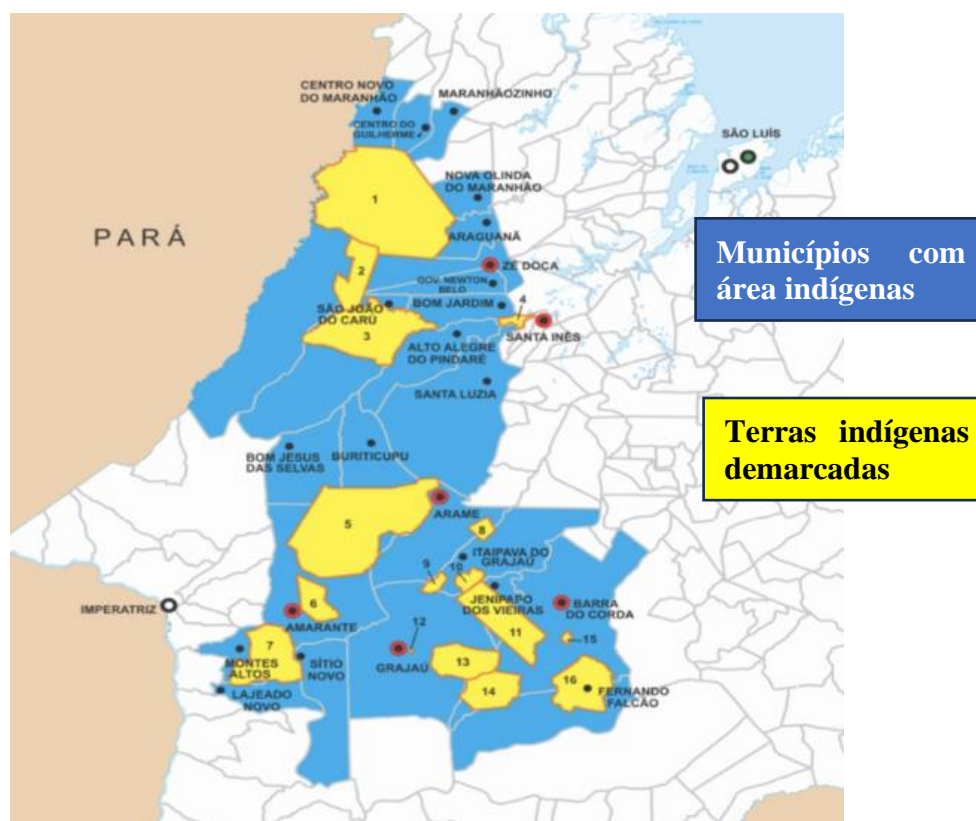 CENTRO NOVO
DO MARANHÃO
MARANHÃOZINHO
CENTRO DO
GUILHERME
SÃO LUÍS
NOVA OLINDA
DO MARANHÃO
1
PARÁ
ARAGUANÃ
2
ZÉ DOCA
GOV. NEWTON
BELO
SÃO JOÃO
DO CARÚ
BOM JARDIM
4
SANTA INÊS
3
ALTO ALEGRE
DO PINDARÉ
SANTA LUZIA
Municípios com
área indígenas
Terras indígenas
demarcadas
BOM JESUS
DAS SELVAS
BURITICUPU
5
ARAME
8
ITAIPAVA DO
GRAJAÚ
9
10
JENIPAPO
DOS VIEIRAS
IMPERATRIZ
6
AMARANTE
BARRA
DO CORDA
12
11
15
7
MONTES
ALTOS
SÍTIO
NOVO
GRAJAÚ
13
14
16
FERNANDO
FALCÃO
LAJEADO
NOVO